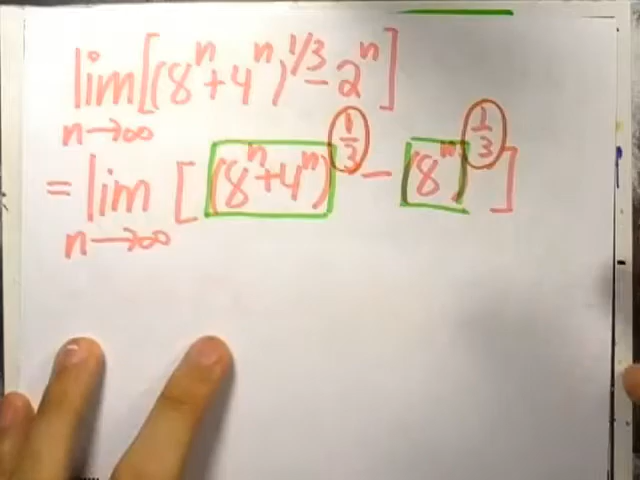 lim[(8^n+4^n)^1/3-2^n]
n→∞
=lim [(8^n+4^n)^1/3-(8^n)^1/3]
n→∞